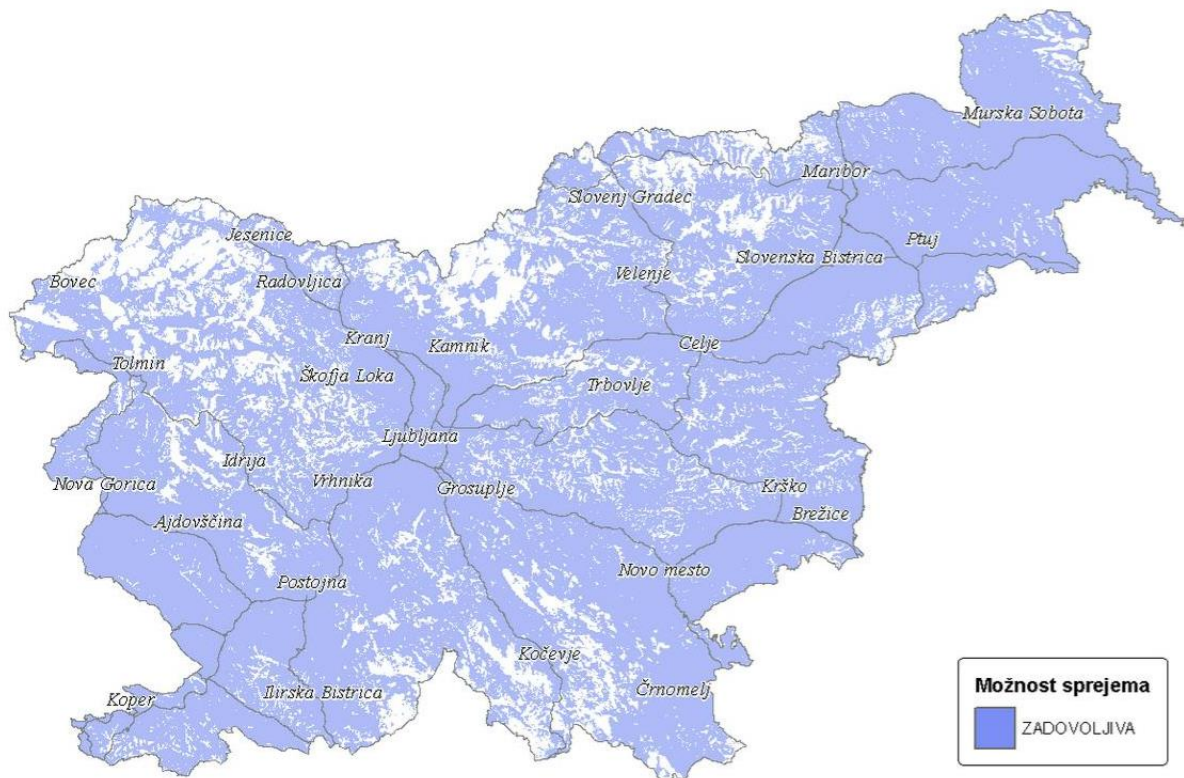 Murska Sobota
Maribor
Slovenj Gradec
Jesenice
Ptuj
Slovenska Bistrica
Velenje
Radovljica
Bovec
Kranj
Kamnik
Celje
Tolmin
Škofja Loka
Trbovlje
Ljubljana
Idrija
Vrhnika
Nova Gorica
Grosuplje
Krško
Brežice
Ajdovščina
Novo mesto
Postojna
Kočevje
Črnomelj
Ilirska Bistrica
Koper
Možnost sprejema
ZADOVOLJIVA